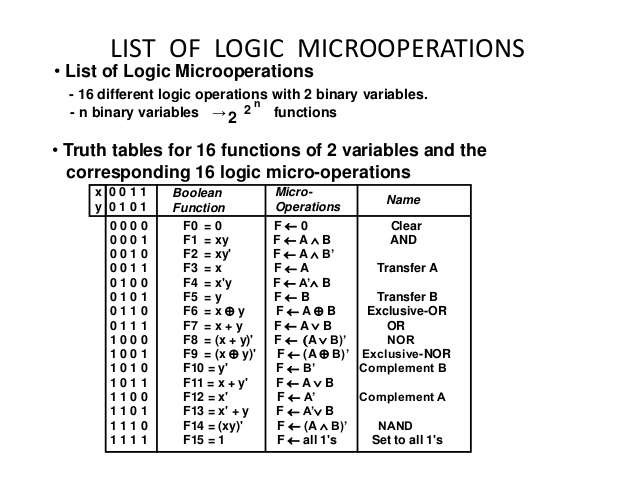 LIST OF LOGIC MICROOPERATIONS
• List of Logic Microoperations
- 16 different logic operations with 2 binary variables.
- n binary variables → 2 2 n functions
• Truth tables for 16 functions of 2 variables and the
corresponding 16 logic micro-operations
x 0 0 1 1 Boolean Micro- Name
y 0 1 0 1 Function Operations
0 0 0 0 F0 = 0 F ← 0 Clear
0 0 0 1 F1 = xy F ← A ∧ B AND
0 0 1 0 F2 = xy' F ← A ∧ B’
0 0 1 1 F3 = x F ← A Transfer A
0 1 0 0 F4 = x'y F ← A’∧ B
0 1 0 1 F5 = y F ← B Transfer B
0 1 1 0 F6 = x ⊕ y F ← A ⊕ B Exclusive-OR
0 1 1 1 F7 = x + y F ← A ∨ B OR
1 0 0 0 F8 = (x + y)' F ← (A ∨ B)’ NOR
1 0 0 1 F9 = (x ⊕ y)' F ← (A ⊕ B)’ Exclusive-NOR
1 0 1 0 F10 = y' F ← B’ Complement B
1 0 1 1 F11 = x + y' F ← A ∨ B
1 1 0 0 F12 = x' F ← A’ Complement A
1 1 0 1 F13 = x' + y F ← A’∨ B
1 1 1 0 F14 = (xy)' F ← (A ∧ B)’ NAND
1 1 1 1 F15 = 1 F ← all 1's Set to all 1's